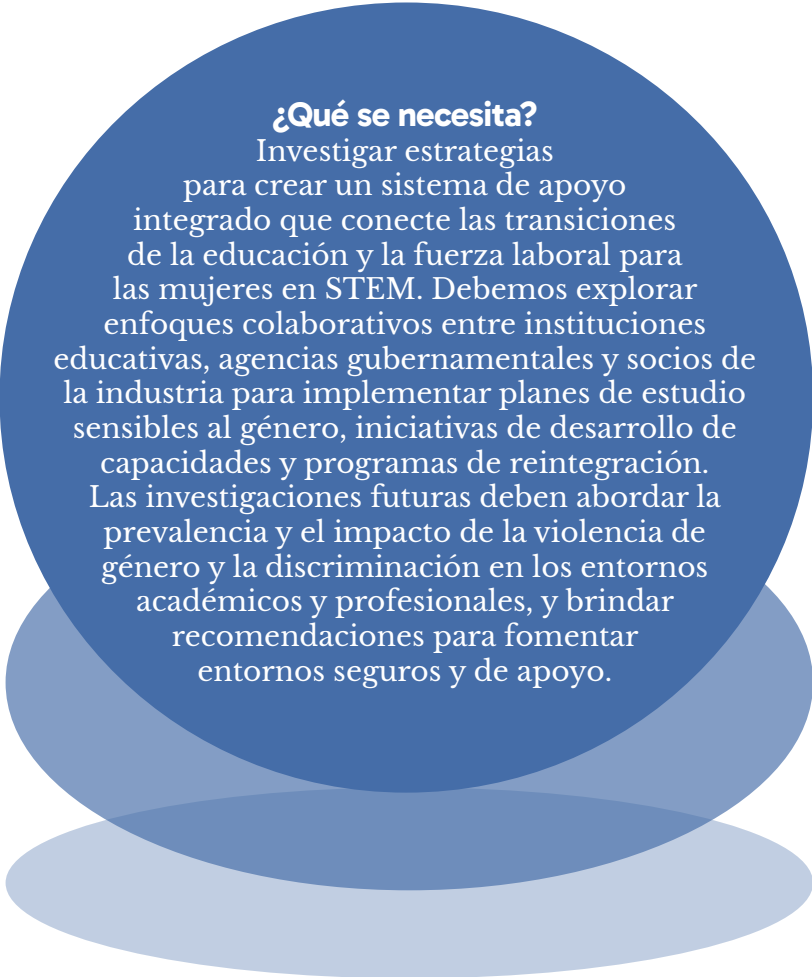 ¿Qué se necesita?
Investigar estrategias
para crear un sistema de apoyo
integrado que conecte las transiciones
de la educación y la fuerza laboral para
las mujeres en STEM. Debemos explorar
enfoques colaborativos entre instituciones
educativas, agencias gubernamentales y socios de
la industria para implementar planes de estudio
sensibles al género, iniciativas de desarrollo de
capacidades y programas de reintegración.
Las investigaciones futuras deben abordar la
prevalencia y el impacto de la violencia de
género y la discriminación en los entornos
académicos y profesionales, y brindar
recomendaciones para fomentar
entornos seguros y de apoyo.